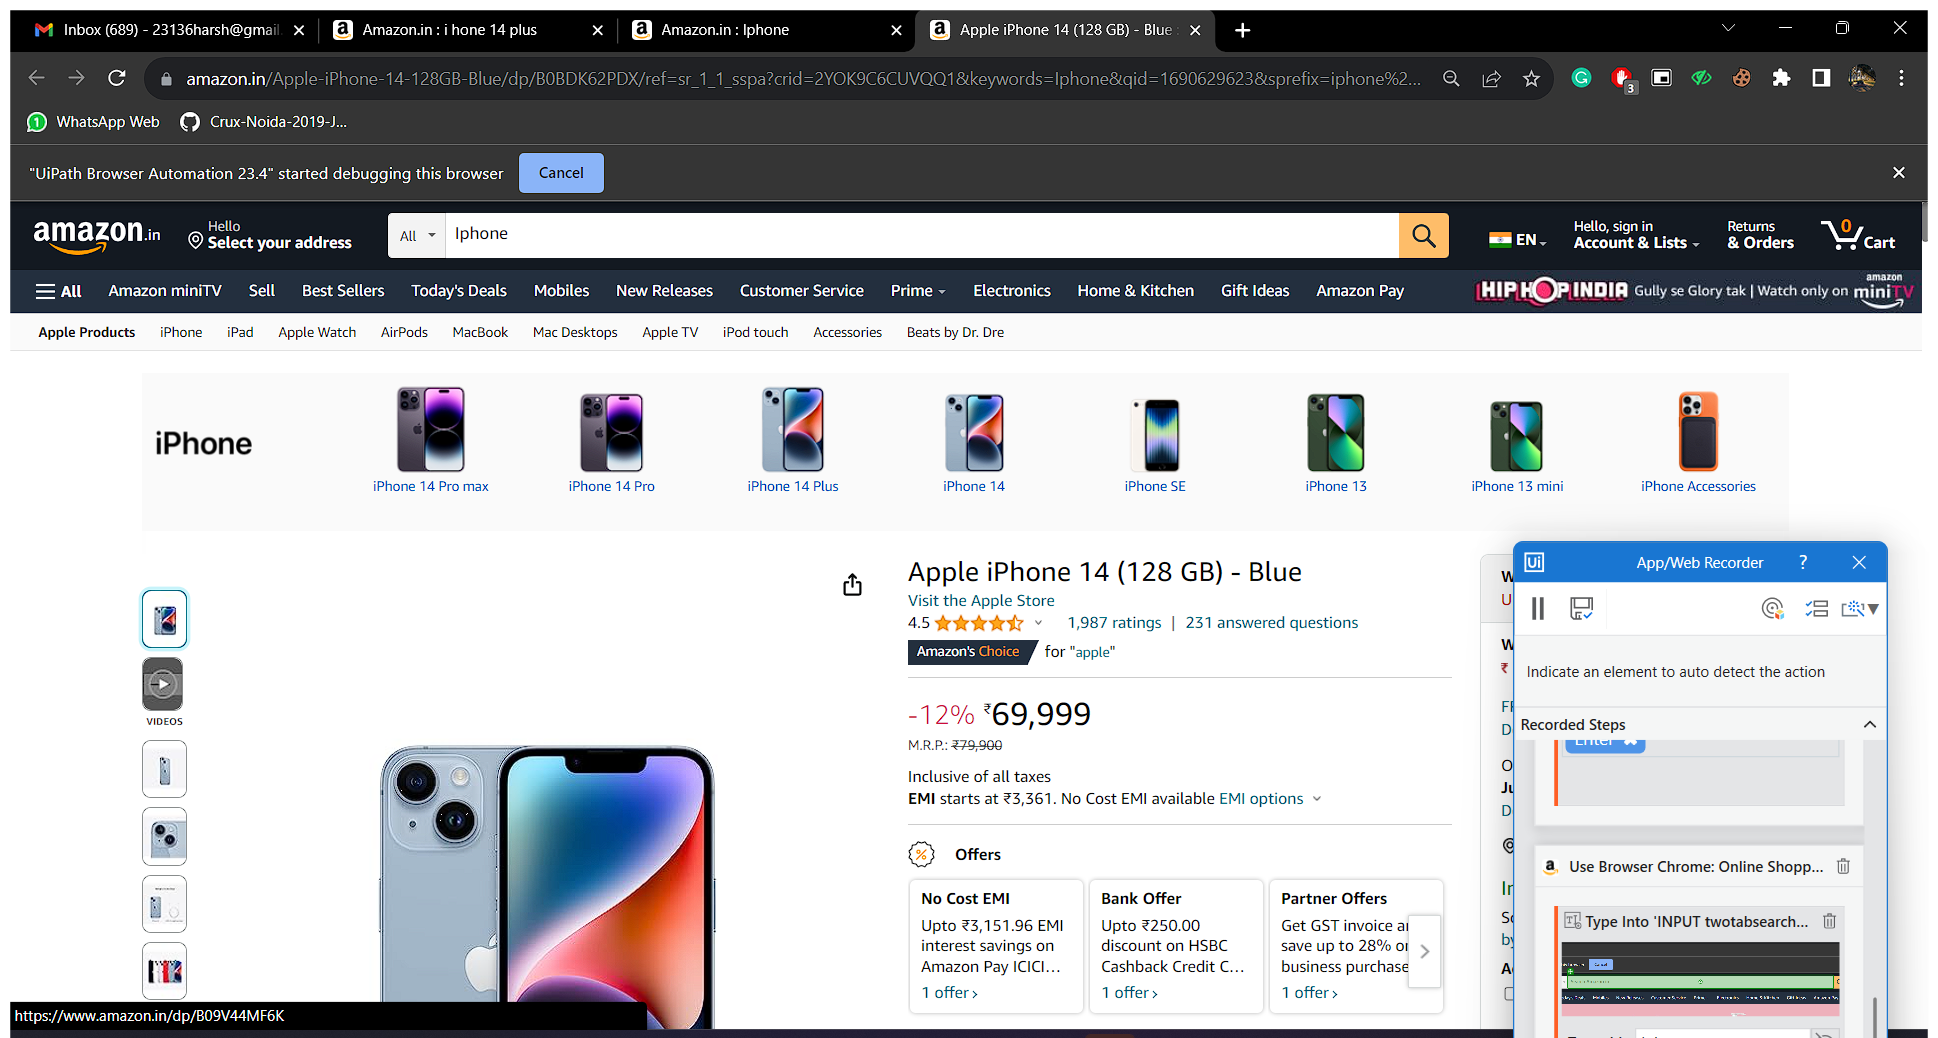 Inbox (689) - 23136harsh@gmail.
Amazon.in : i hone 14 plus
Amazon.in : Iphone
Apple iPhone 14 (128 GB) - Blue :
amazon.in/Apple-iPhone-14-128GB-Blue/dp/B0BDK62PDX/ref=sr_1_1_sspa?crid=2YOK9C6CUVQQ1&keywords=Iphone&qid=1690629623&sprefix=iphone%2...
3
1 WhatsApp Web Crux-Noida-2019-J...
"UiPath Browser Automation 23.4" started debugging this browser Cancel
amazon.in
Hello
Select your address
All
Iphone
EN
Hello, sign in
Account & Lists
Returns
& Orders
0
Cart
All Amazon miniTV Sell Best Sellers Today's Deals Mobiles New Releases Customer Service Prime Electronics Home & Kitchen Gift Ideas Amazon Pay
HIP HOP INDIA Gully se Glory tak | Watch only on amazon miniTV
Apple Products iPhone iPad Apple Watch AirPods MacBook Mac Desktops Apple TV iPod touch Accessories Beats by Dr. Dre
iPhone
iPhone 14 Pro max iPhone 14 Pro iPhone 14 Plus iPhone 14 iPhone SE iPhone 13 iPhone 13 mini iPhone Accessories
VIDEOS
Apple iPhone 14 (128 GB) - Blue
Visit the Apple Store
4.5 1,987 ratings | 231 answered questions
Amazon's Choice for "apple"
-12% ₹69,999
M.R.P.: ₹79,900
Inclusive of all taxes
EMI starts at ₹3,361. No Cost EMI available EMI options
Offers
No Cost EMI
Upto ₹3,151.96 EMI
interest savings on
Amazon Pay ICICI...
1 offer ›
Bank Offer
Upto ₹250.00
discount on HSBC
Cashback Credit C...
1 offer ›
Partner Offers
Get GST invoice a
save up to 28% o
business purchase
1 offer ›
Ui App/Web Recorder ?
Indicate an element to auto detect the action
Recorded Steps
Enter
Use Browser Chrome: Online Shopp...
Type Into 'INPUT twotabsearch...
https://www.amazon.in/dp/B09V44MF6K